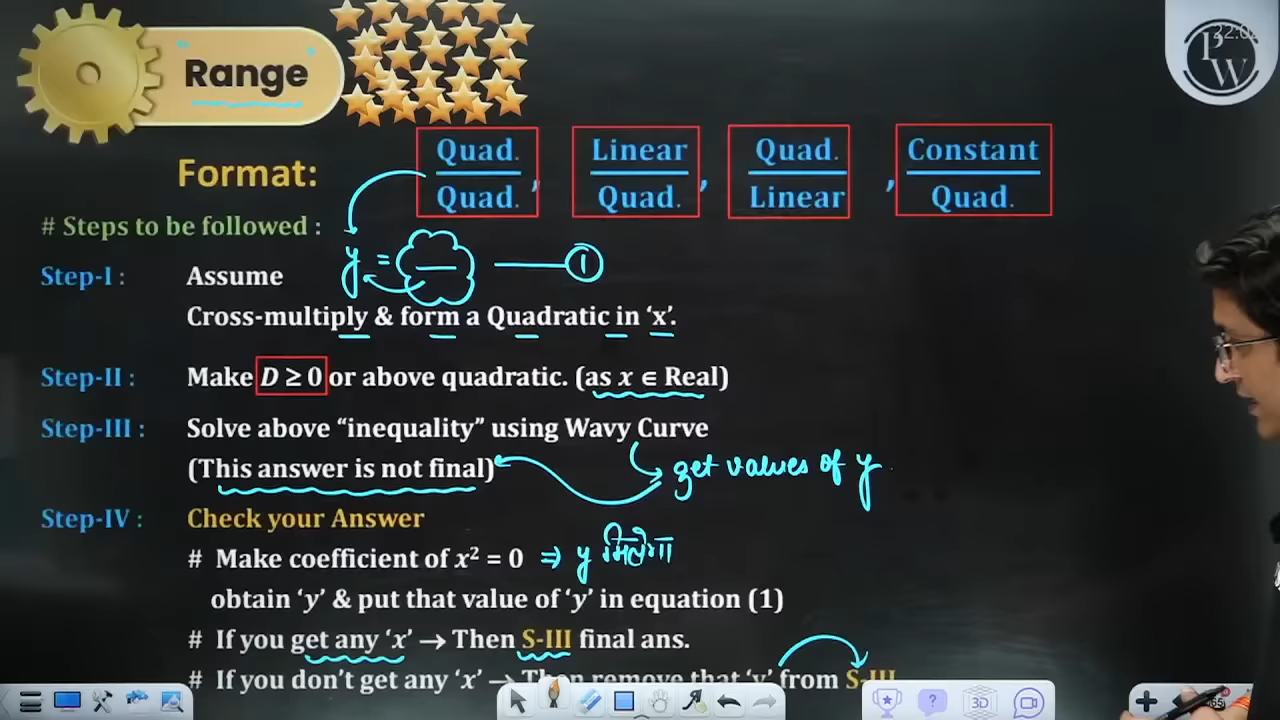 Range
Format: Quad./Quad., Linear/Quad., Quad./Linear, Constant/Quad.
# Steps to be followed :
y = — ①
Step-I : Assume
Cross-multiply & form a Quadratic in ‘x’.
Step-II : Make D ≥ 0 or above quadratic. (as x ∈ Real)
Step-III : Solve above “inequality” using Wavy Curve
(This answer is not final) get values of y
Step-IV : Check your Answer
# Make coefficient of x² = 0 ⇒ y मिलेगा
obtain ‘y’ & put that value of ‘y’ in equation (1)
# If you get any ‘x’ → Then S-III final ans.
# If you don’t get any ‘x’ → Then remove that ‘y’ from S-III
PW
?
3D